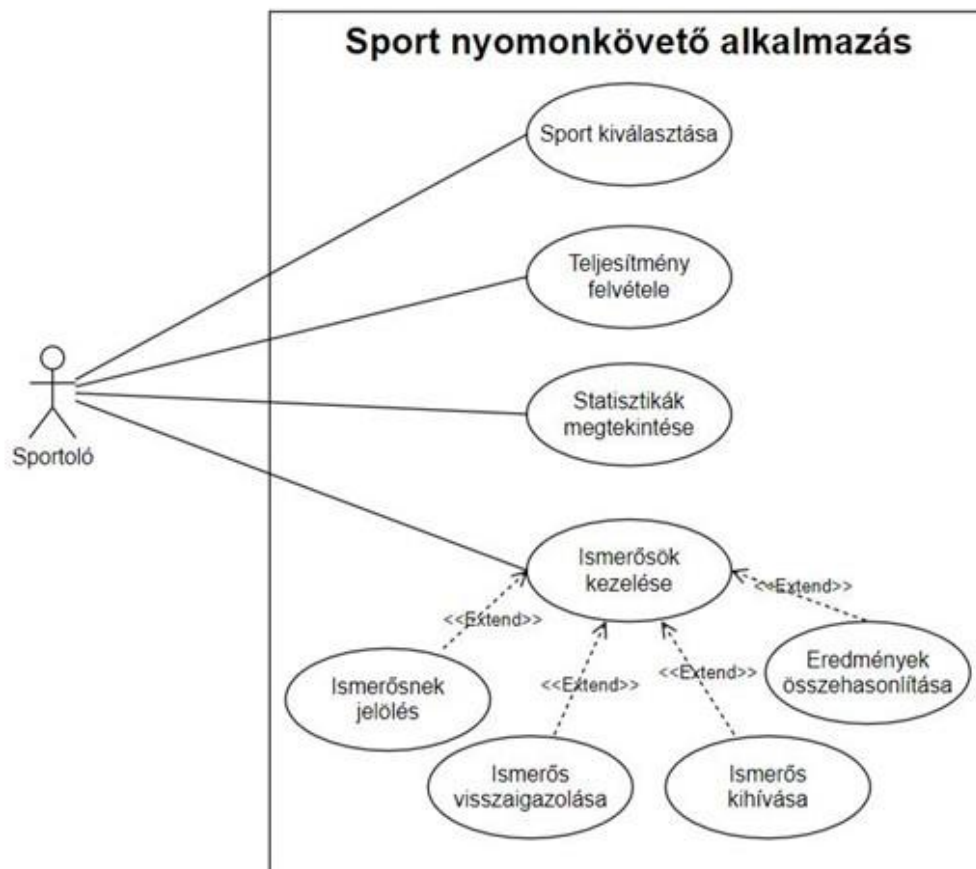 Sport nyomonkövető alkalmazás
Sport kiválasztása
Teljesítmény
felvétele
Statisztikák
megtekintése
Sportoló
Ismerősök
kezelése
<<Extend>>
<<Extend>>
<<Extend>>
<<Extend>>
Ismerősnek
jelölés
Eredmények
összehasonlítása
Ismerős
visszaigazolása
Ismerős
kihívása